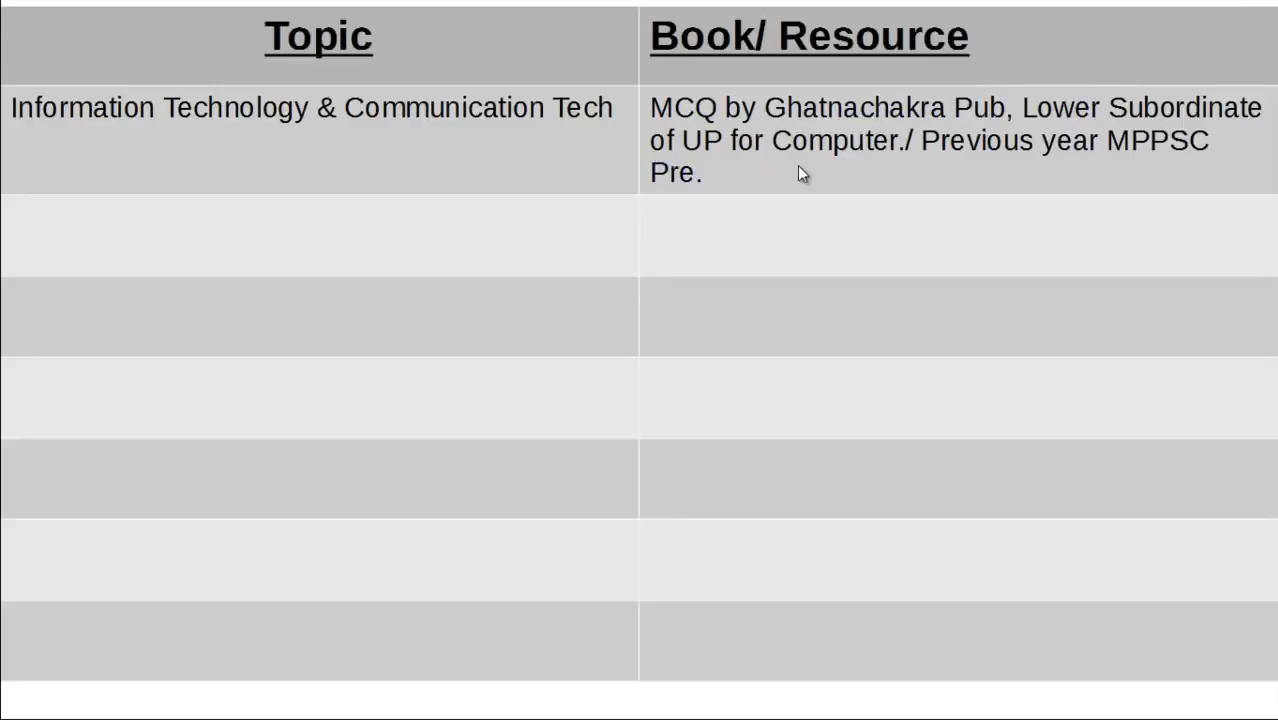 Topic
Book/ Resource
Information Technology & Communication Tech
MCQ by Ghatnachakra Pub, Lower Subordinate
of UP for Computer./ Previous year MPPSC
Pre.